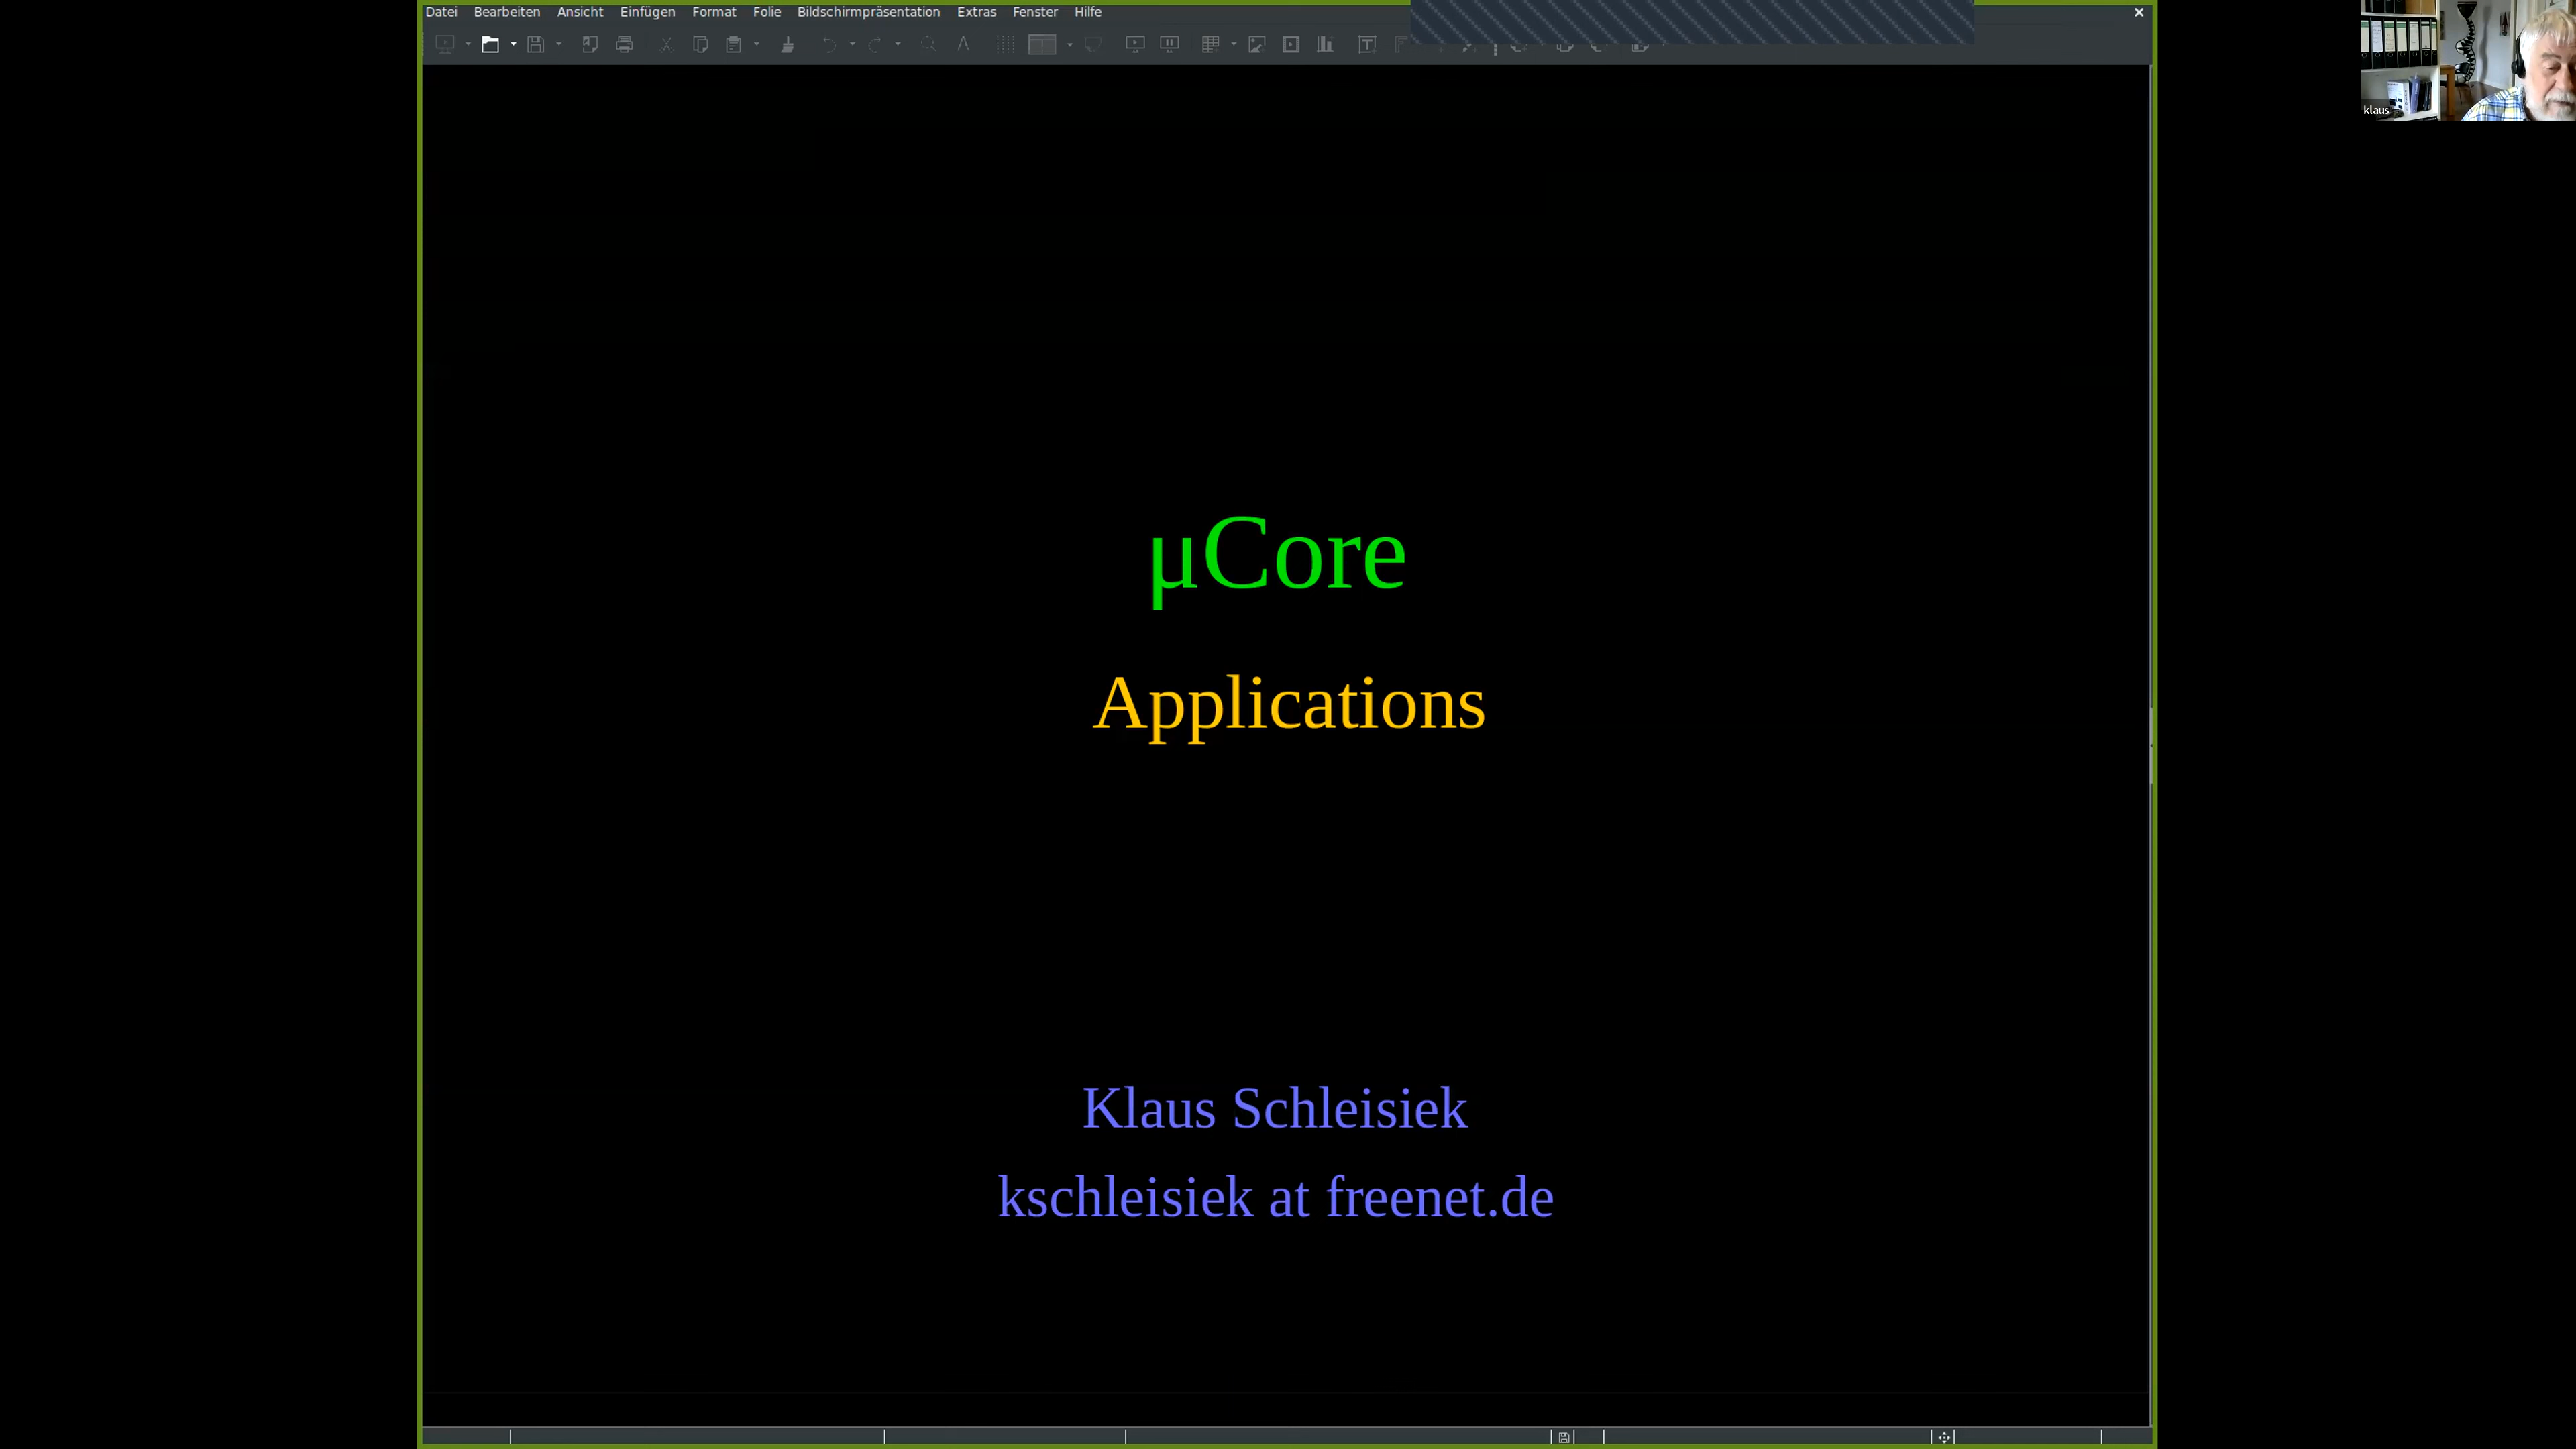 Datei Bearbeiten Ansicht Einfügen Format Folie Bildschirmpräsentation Extras Fenster Hilfe
klaus
μCore
Applications
Klaus Schleisiek
kschleisiek at freenet.de